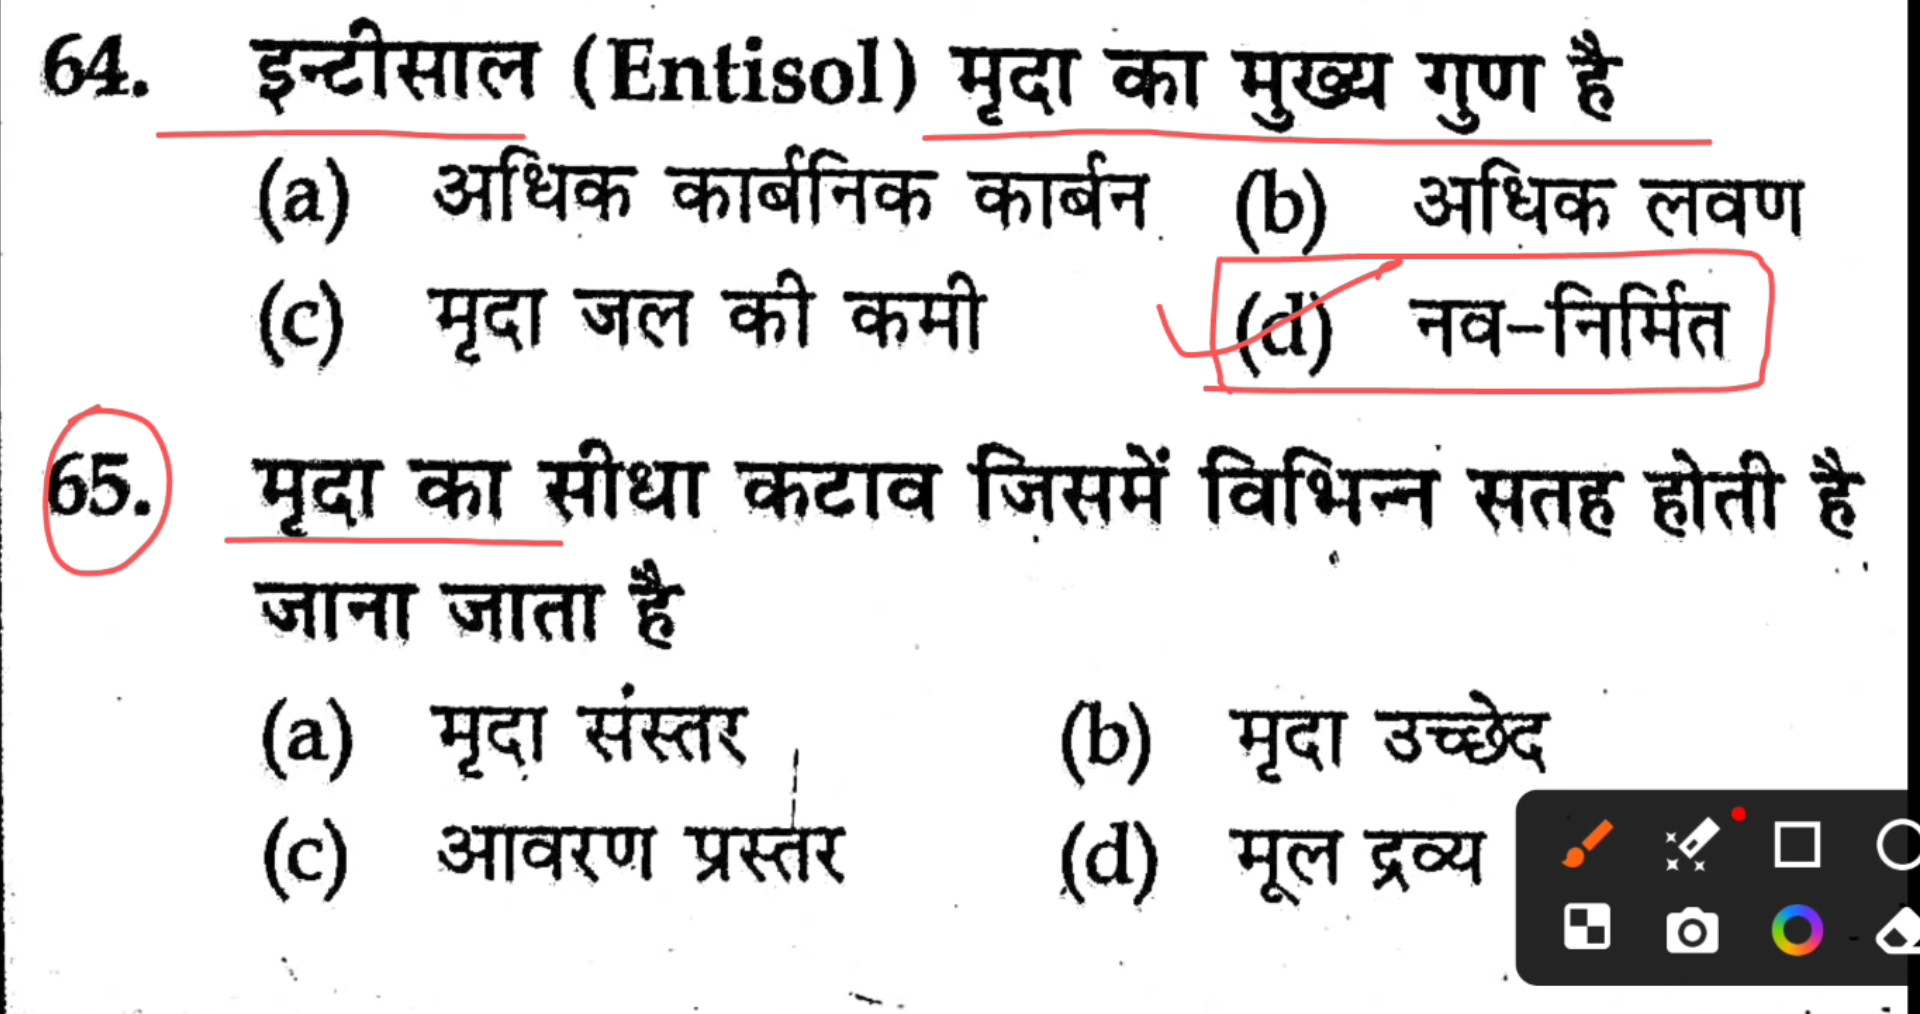 64. इन्टीसाल (Entisol) मृदा का मुख्य गुण है
(a) अधिक कार्बनिक कार्बन (b) अधिक लवण
(c) मृदा जल की कमी (d) नव-निर्मित
65. मृदा का सीधा कटाव जिसमें विभिन्न सतह होती है
जाना जाता है
(a) मृदा संस्तर (b) मृदा उच्छेद
(c) आवरण प्रस्तर (d) मूल द्रव्य